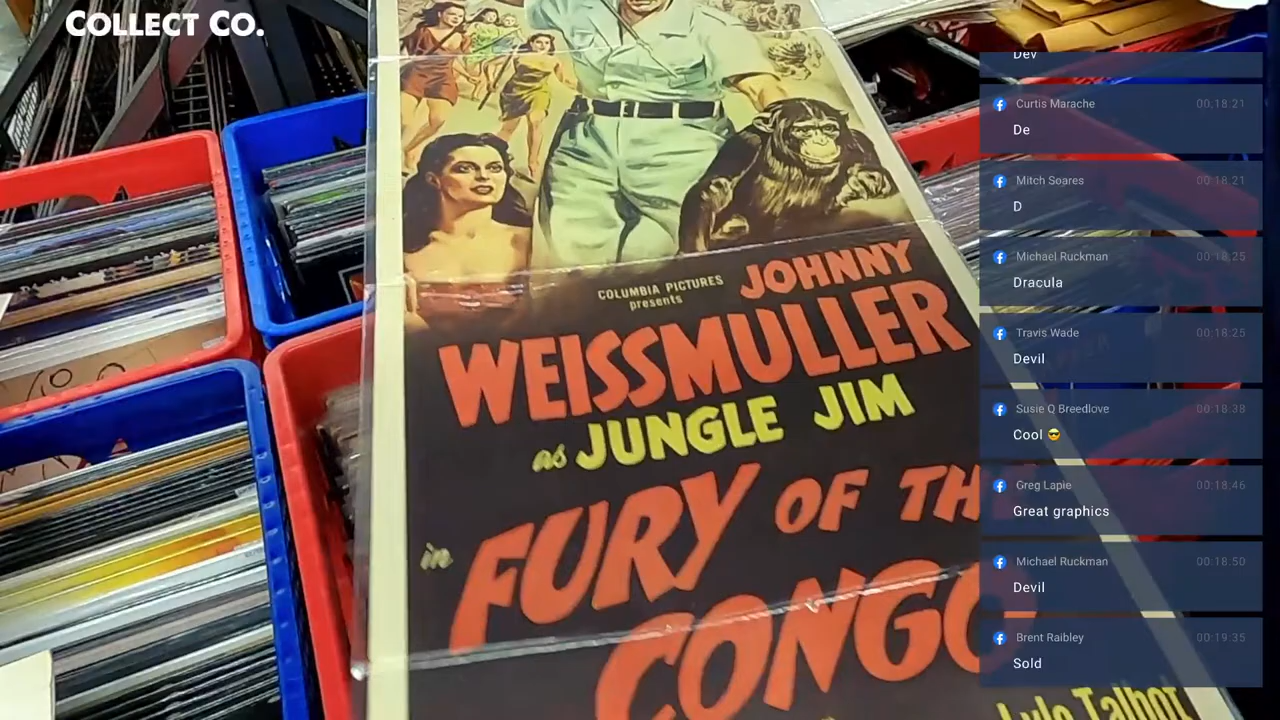 COLLECT CO.
COLUMBIA PICTURES
presents
JOHNNY
WEISSMULLER
as JUNGLE JIM
in FURY OF TH
CONGO
Lyle Talbot
Dev
Curtis Marache 00:18:21
De
Mitch Soares 00:18:21
D
Michael Ruckman 00:18:25
Dracula
Travis Wade 00:18:25
Devil
Susie Q Breedlove 00:18:38
Cool 😎
Greg Lapie 00:18:46
Great graphics
Michael Ruckman 00:18:50
Devil
Brent Raibley 00:19:35
Sold